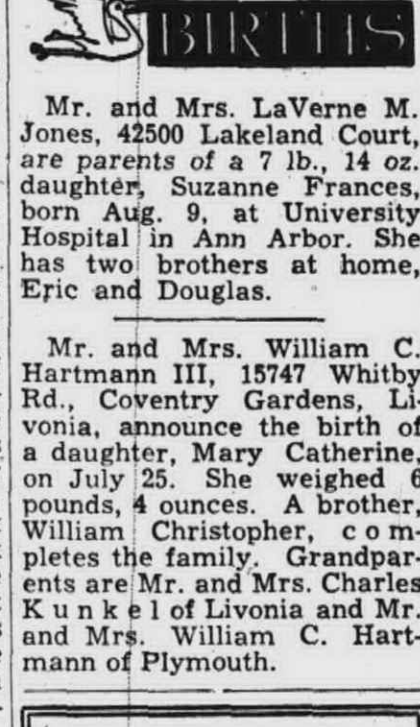 BIRTHS
Mr. and Mrs. LaVerne M.
Jones, 42500 Lakeland Court,
are parents of a 7 lb., 14 oz.
daughter, Suzanne Frances,
born Aug. 9, at University
Hospital in Ann Arbor. She
has two brothers at home,
Eric and Douglas.
Mr. and Mrs. William C.
Hartmann III, 15747 Whitby
Rd., Coventry Gardens, Li-
vonia, announce the birth of
a daughter, Mary Catherine,
on July 25. She weighed 6
pounds, 4 ounces. A brother,
William Christopher, com-
pletes the family. Grandpar-
ents are Mr. and Mrs. Charles
Kunkel of Livonia and Mr.
and Mrs. William C. Hart-
mann of Plymouth.